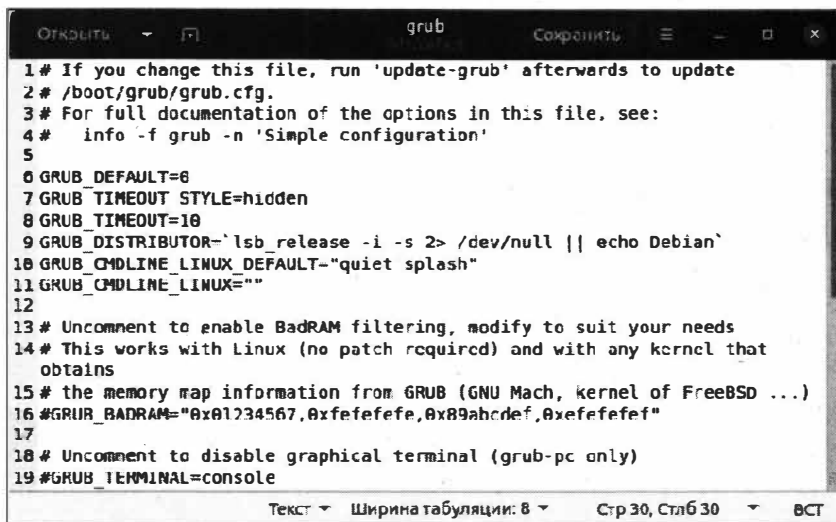 Открыть grub Сохранить
1 # If you change this file, run 'update-grub' afterwards to update
2 # /boot/grub/grub.cfg.
3 # For full documentation of the options in this file, see:
4 #   info -f grub -n 'Simple configuration'
5
6 GRUB_DEFAULT=0
7 GRUB_TIMEOUT_STYLE=hidden
8 GRUB_TIMEOUT=10
9 GRUB_DISTRIBUTOR=`lsb_release -i -s 2> /dev/null || echo Debian`
10 GRUB_CMDLINE_LINUX_DEFAULT="quiet splash"
11 GRUB_CMDLINE_LINUX=""
12
13 # Uncomment to enable BadRAM filtering, modify to suit your needs
14 # This works with Linux (no patch required) and with any kernel that
obtains
15 # the memory map information from GRUB (GNU Mach, kernel of FreeBSD ...)
16 #GRUB_BADRAM="0x01234567,0xfefefefe,0x89abcdef,0xefefefef"
17
18 # Uncomment to disable graphical terminal (grub-pc only)
19 #GRUB_TERMINAL=console
Текст Ширина табуляции: 8 Стр 30, Стлб 30 ВСТ